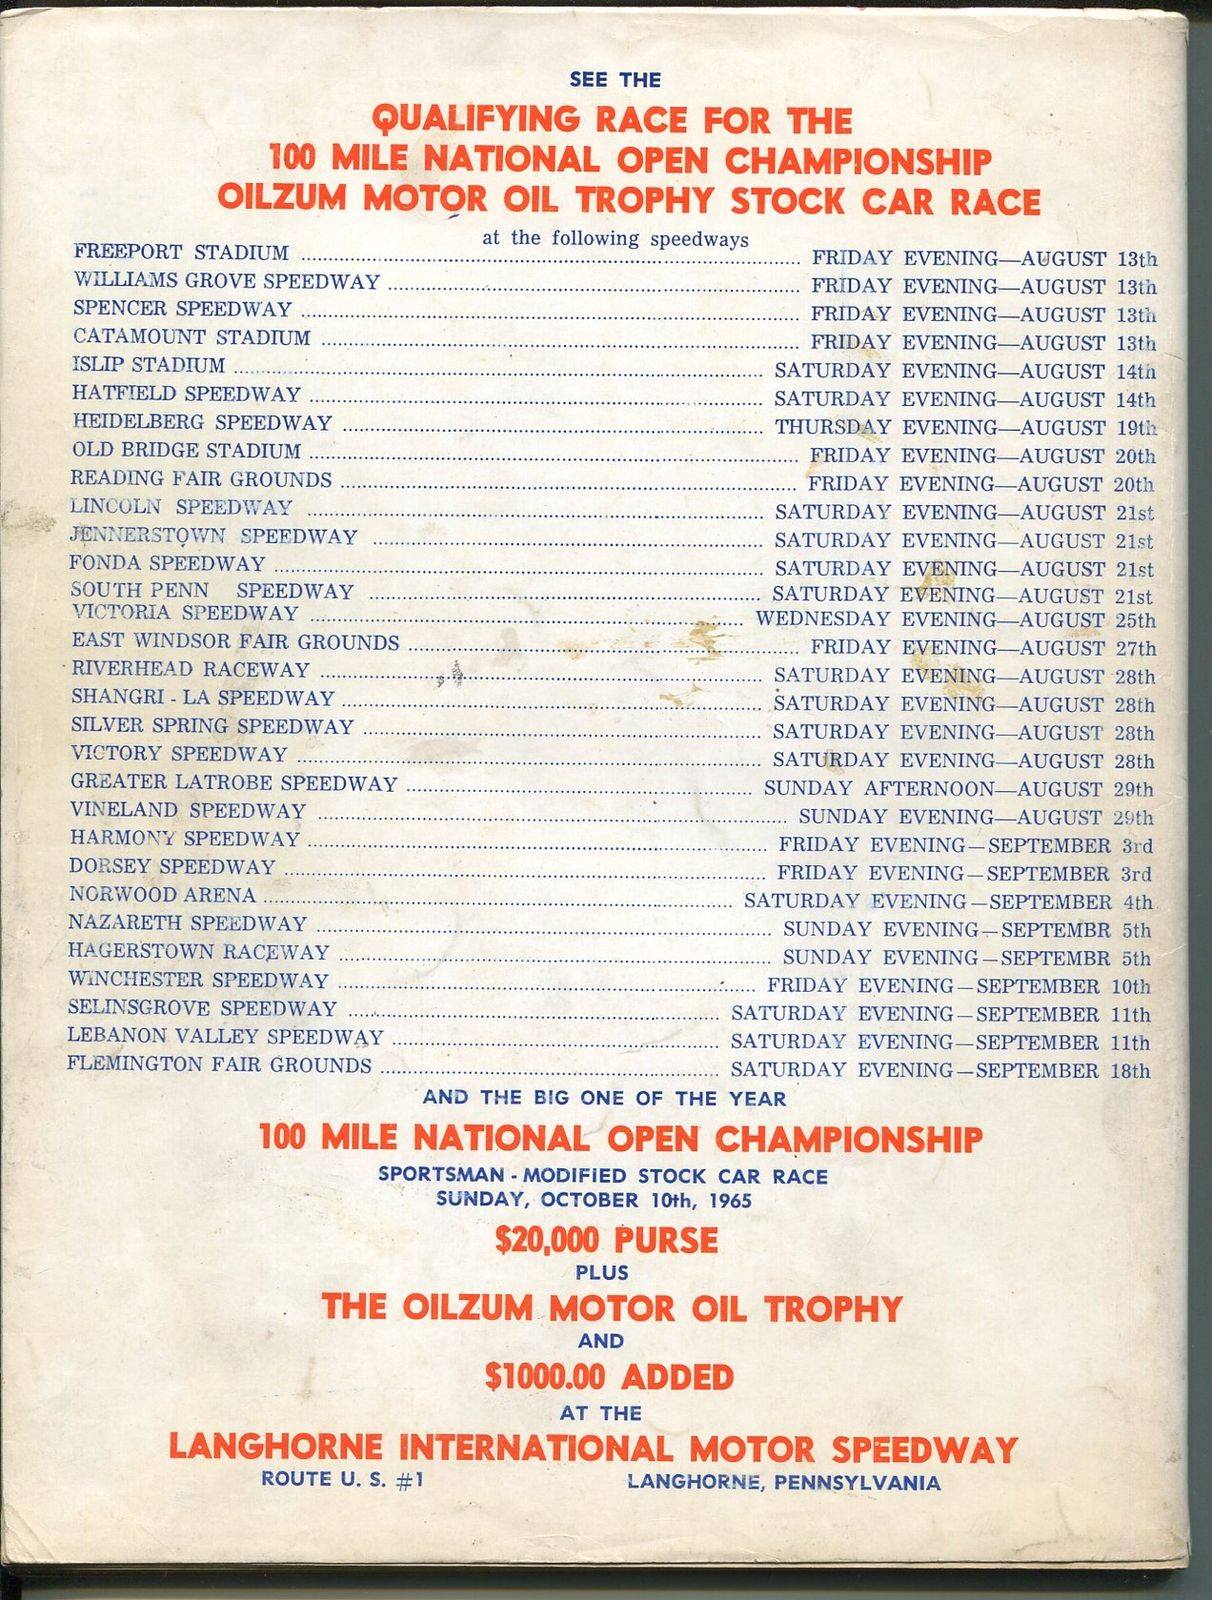 SEE THE
QUALIFYING RACE FOR THE
100 MILE NATIONAL OPEN CHAMPIONSHIP
OILZUM MOTOR OIL TROPHY STOCK CAR RACE
at the following speedways
FREEPORT STADIUM ........ FRIDAY EVENING—AUGUST 13th
WILLIAMS GROVE SPEEDWAY ........ FRIDAY EVENING—AUGUST 13th
SPENCER SPEEDWAY ........ FRIDAY EVENING—AUGUST 13th
CATAMOUNT STADIUM ........ FRIDAY EVENING—AUGUST 13th
ISLIP STADIUM ........ SATURDAY EVENING—AUGUST 14th
HATFIELD SPEEDWAY ........ SATURDAY EVENING—AUGUST 14th
HEIDELBERG SPEEDWAY ........ THURSDAY EVENING—AUGUST 19th
OLD BRIDGE STADIUM ........ FRIDAY EVENING—AUGUST 20th
READING FAIR GROUNDS ........ FRIDAY EVENING—AUGUST 20th
LINCOLN SPEEDWAY ........ SATURDAY EVENING—AUGUST 21st
JENNERSTOWN SPEEDWAY ........ SATURDAY EVENING—AUGUST 21st
FONDA SPEEDWAY ........ SATURDAY EVENING—AUGUST 21st
SOUTH PENN SPEEDWAY ........ SATURDAY EVENING—AUGUST 21st
VICTORIA SPEEDWAY ........ WEDNESDAY EVENING—AUGUST 25th
EAST WINDSOR FAIR GROUNDS ........ FRIDAY EVENING—AUGUST 27th
RIVERHEAD RACEWAY ........ SATURDAY EVENING—AUGUST 28th
SHANGRI - LA SPEEDWAY ........ SATURDAY EVENING—AUGUST 28th
SILVER SPRING SPEEDWAY ........ SATURDAY EVENING—AUGUST 28th
VICTORY SPEEDWAY ........ SATURDAY EVENING—AUGUST 28th
GREATER LATROBE SPEEDWAY ........ SUNDAY AFTERNOON—AUGUST 29th
VINELAND SPEEDWAY ........ SUNDAY EVENING—AUGUST 29th
HARMONY SPEEDWAY ........ FRIDAY EVENING—SEPTEMBER 3rd
DORSEY SPEEDWAY ........ FRIDAY EVENING—SEPTEMBER 3rd
NORWOOD ARENA ........ SATURDAY EVENING—SEPTEMBER 4th
NAZARETH SPEEDWAY ........ SUNDAY EVENING—SEPTEMBR 5th
HAGERSTOWN RACEWAY ........ SUNDAY EVENING—SEPTEMBR 5th
WINCHESTER SPEEDWAY ........ FRIDAY EVENING—SEPTEMBER 10th
SELINSGROVE SPEEDWAY ........ SATURDAY EVENING—SEPTEMBER 11th
LEBANON VALLEY SPEEDWAY ........ SATURDAY EVENING—SEPTEMBER 11th
FLEMINGTON FAIR GROUNDS ........ SATURDAY EVENING—SEPTEMBER 18th
AND THE BIG ONE OF THE YEAR
100 MILE NATIONAL OPEN CHAMPIONSHIP
SPORTSMAN - MODIFIED STOCK CAR RACE
SUNDAY, OCTOBER 10th, 1965
$20,000 PURSE
PLUS
THE OILZUM MOTOR OIL TROPHY
AND
$1000.00 ADDED
AT THE
LANGHORNE INTERNATIONAL MOTOR SPEEDWAY
ROUTE U. S. #1 LANGHORNE, PENNSYLVANIA